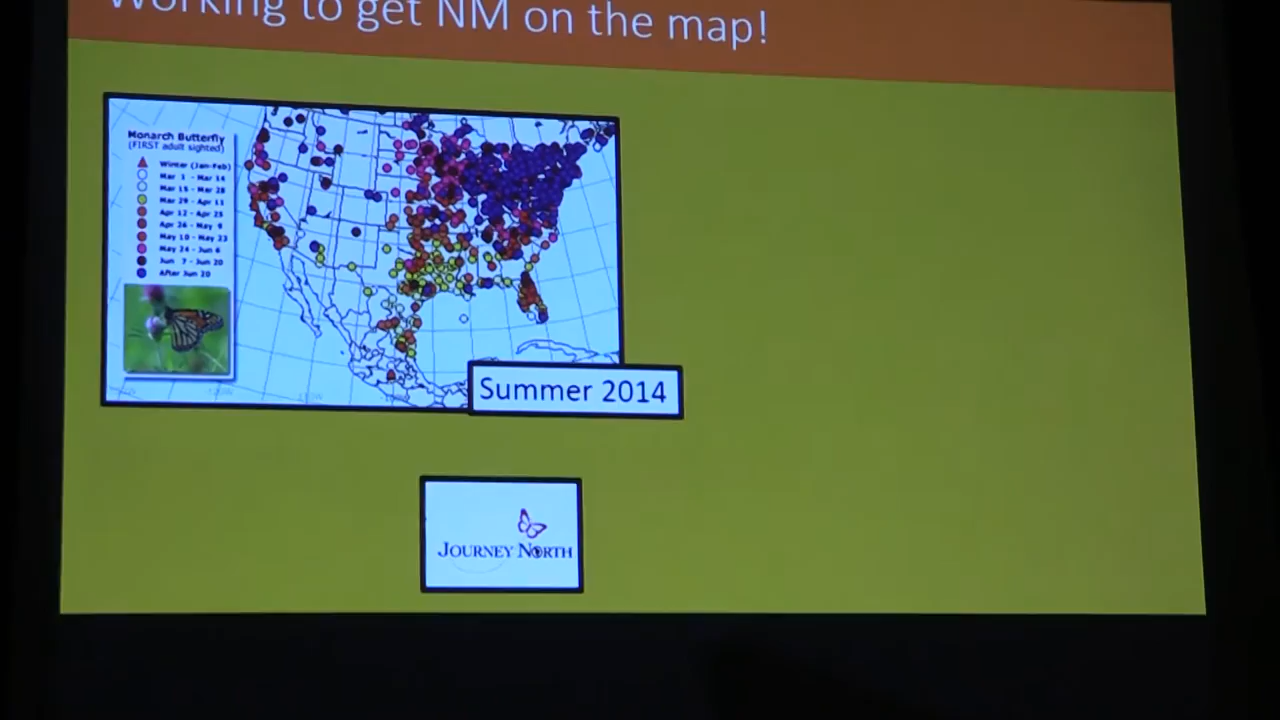 Working to get NM on the map!
Monarch Butterfly
(FIRST adult sighted)
Winter (Jan-Feb)
Mar 1 - Mar 14
Mar 15 - Mar 28
Mar 29 - Apr 11
Apr 12 - Apr 25
Apr 26 - May 9
May 10 - May 23
May 24 - Jun 6
Jun 7 - Jun 20
After Jun 20
Summer 2014
JOURNEY NORTH